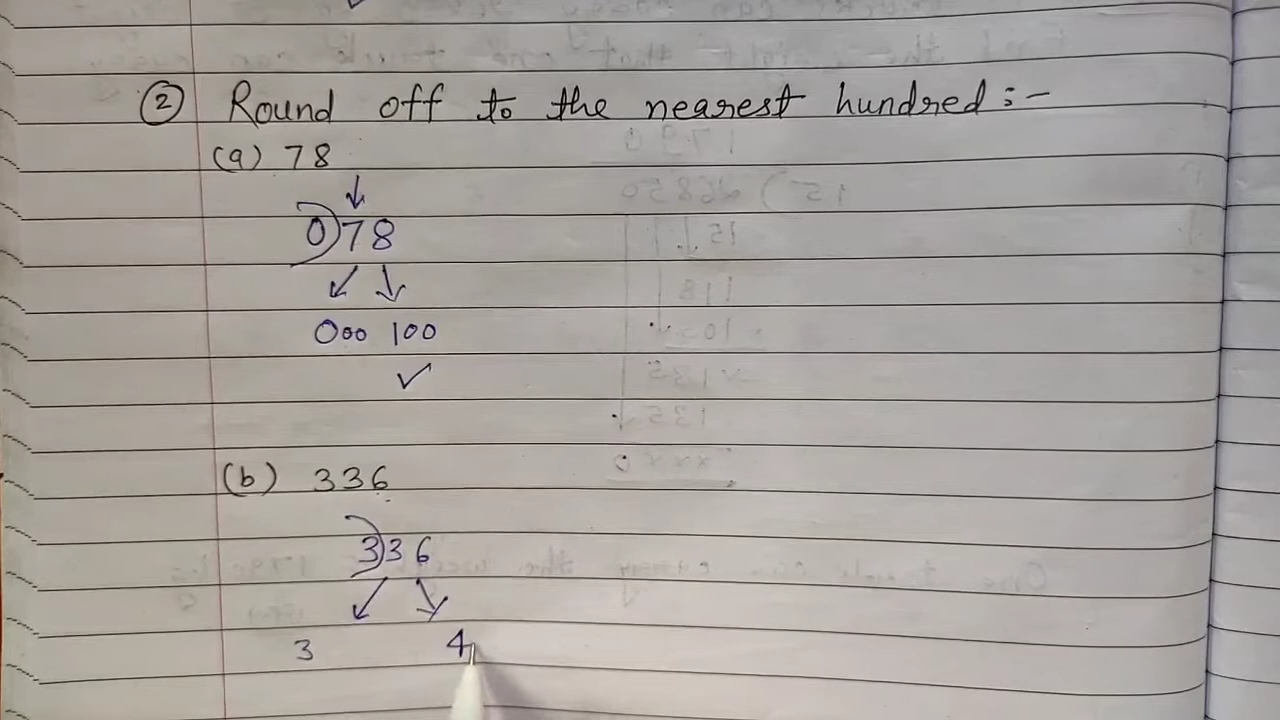 ② Round off to the nearest hundred :-
(a) 78
↓
0)78
↙ ↘
000 100
✓
(b) 336
3)36
↙ ↘
3 4